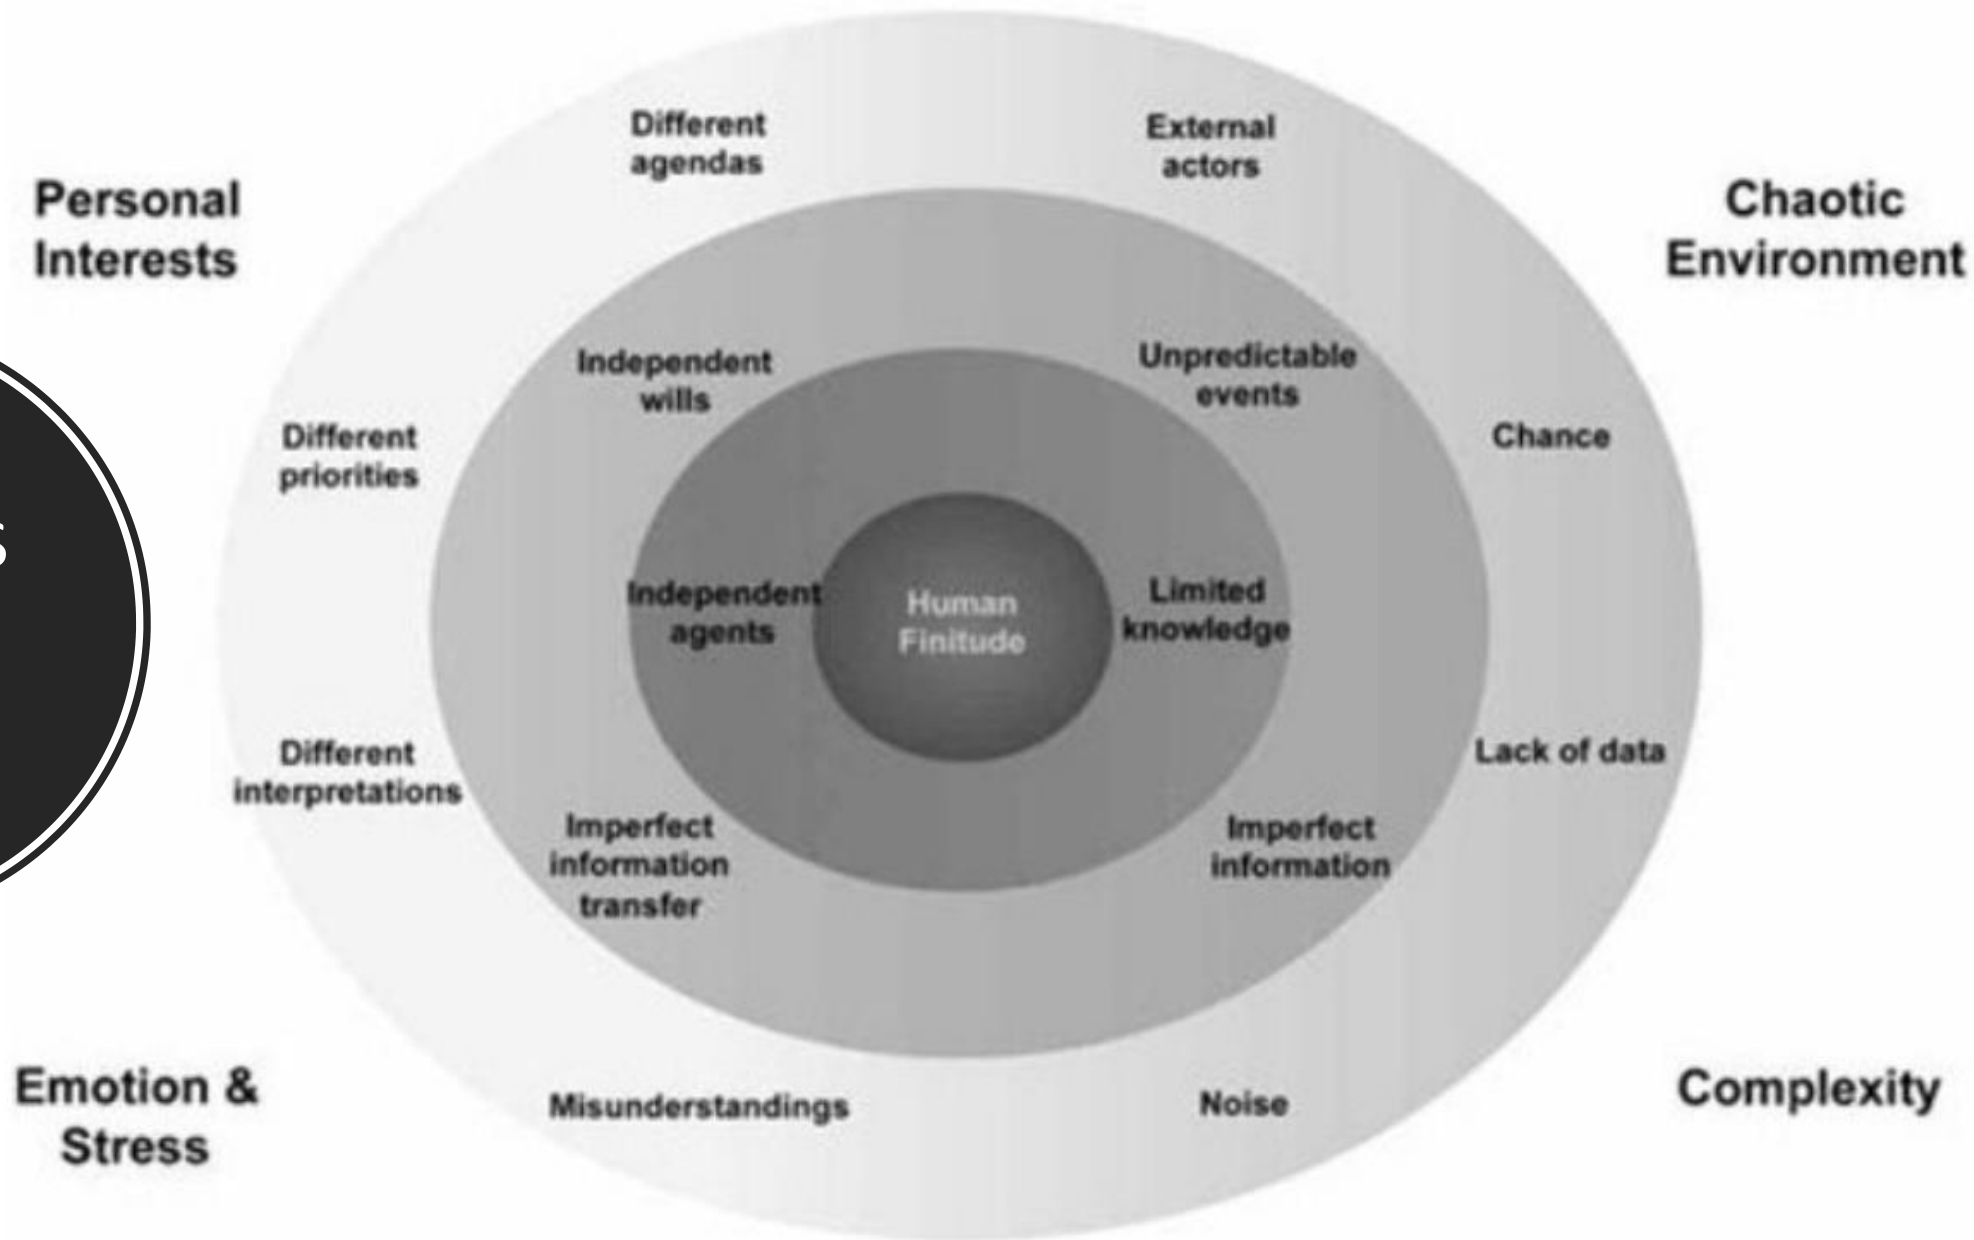 Different
agendas
External
actors
Personal
Interests
Chaotic
Environment
Independent
wills
Unpredictable
events
Different
priorities
Chance
Independent
agents
Human
Finitude
Limited
knowledge
Different
interpretations
Lack of data
Imperfect
information
transfer
Imperfect
information
Emotion &
Stress
Misunderstandings
Noise
Complexity